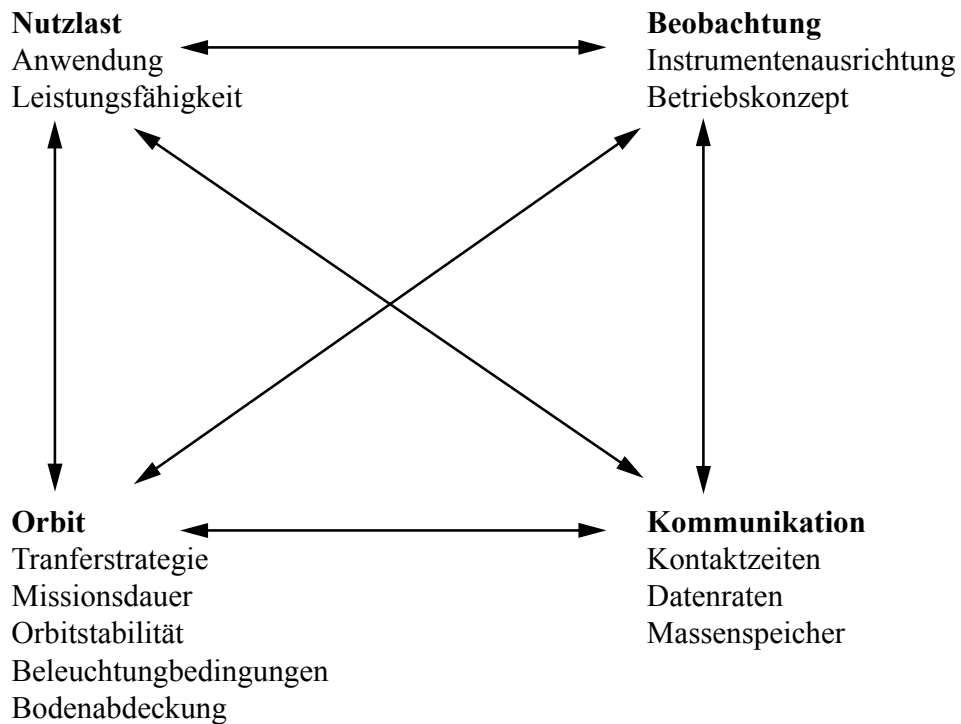 Nutzlast
Anwendung
Leistungsfähigkeit
Beobachtung
Instrumentenausrichtung
Betriebskonzept
Orbit
Tranferstrategie
Missionsdauer
Orbitstabilität
Beleuchtungbedingungen
Bodenabdeckung
Kommunikation
Kontaktzeiten
Datenraten
Massenspeicher